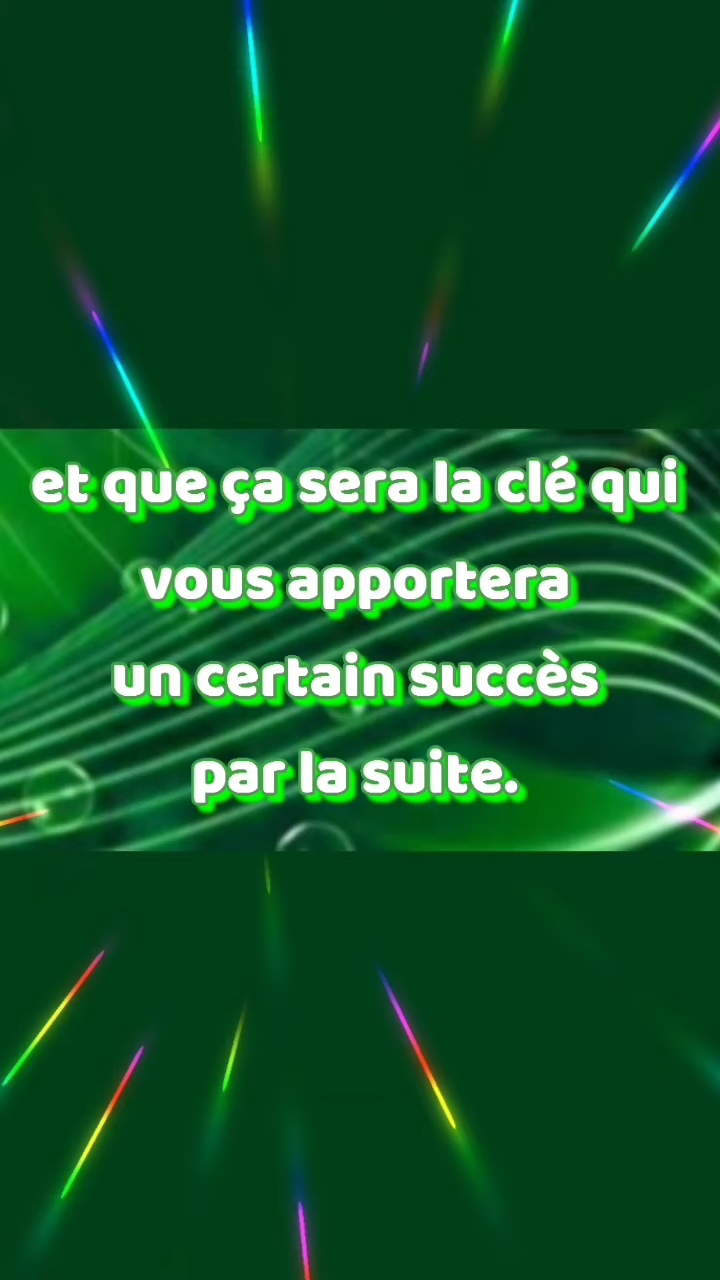 et que ça sera la clé qui
vous apportera
un certain succès
par la suite.